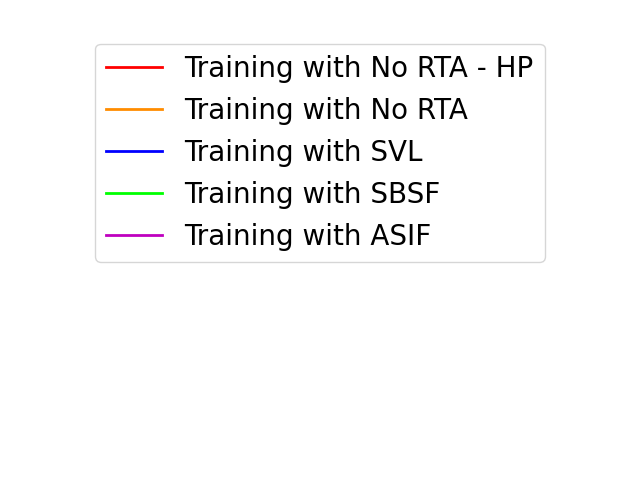 Training with No RTA - HP
Training with No RTA
Training with SVL
Training with SBSF
Training with ASIF